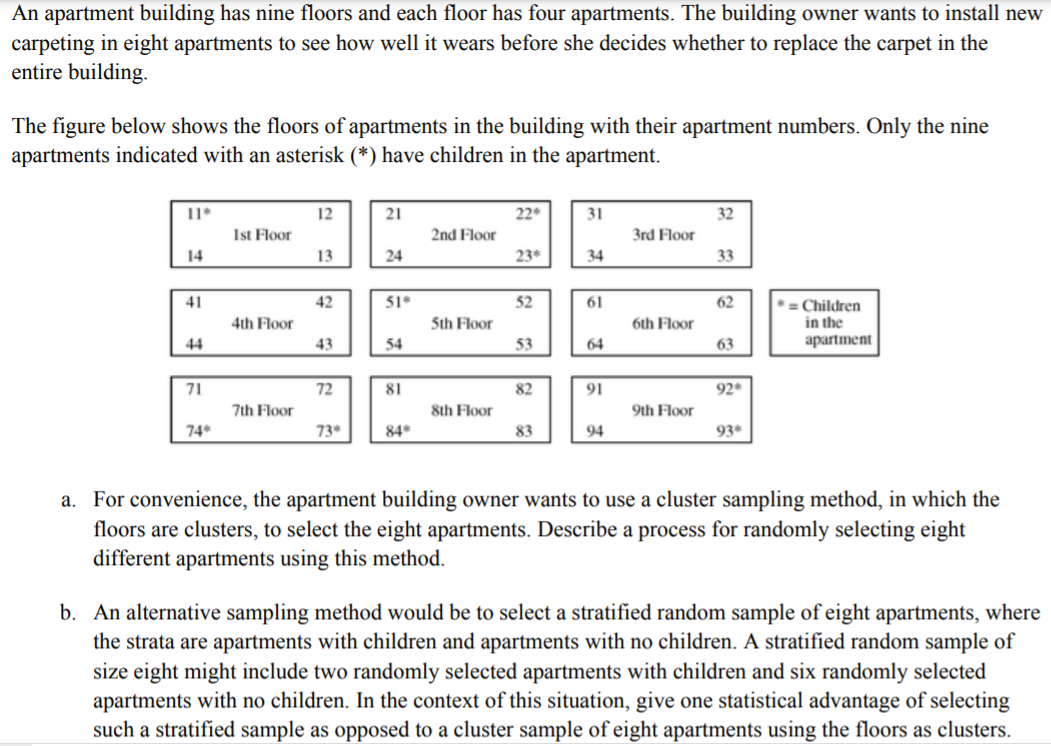 An apartment building has nine floors and each floor has four apartments. The building owner wants to install new
carpeting in eight apartments to see how well it wears before she decides whether to replace the carpet in the
entire building.
The figure below shows the floors of apartments in the building with their apartment numbers. Only the nine
apartments indicated with an asterisk (*) have children in the apartment.
11* 12 21 22* 31 32
1st Floor 2nd Floor 3rd Floor
14 13 24 23* 34 33
41 42 51* 52 61 62 * = Children
4th Floor 5th Floor 6th Floor in the
44 43 54 53 64 63 apartment
71 72 81 82 91 92*
7th Floor 8th Floor 9th Floor
74* 73* 84* 83 94 93*
a. For convenience, the apartment building owner wants to use a cluster sampling method, in which the
floors are clusters, to select the eight apartments. Describe a process for randomly selecting eight
different apartments using this method.
b. An alternative sampling method would be to select a stratified random sample of eight apartments, where
the strata are apartments with children and apartments with no children. A stratified random sample of
size eight might include two randomly selected apartments with children and six randomly selected
apartments with no children. In the context of this situation, give one statistical advantage of selecting
such a stratified sample as opposed to a cluster sample of eight apartments using the floors as clusters.